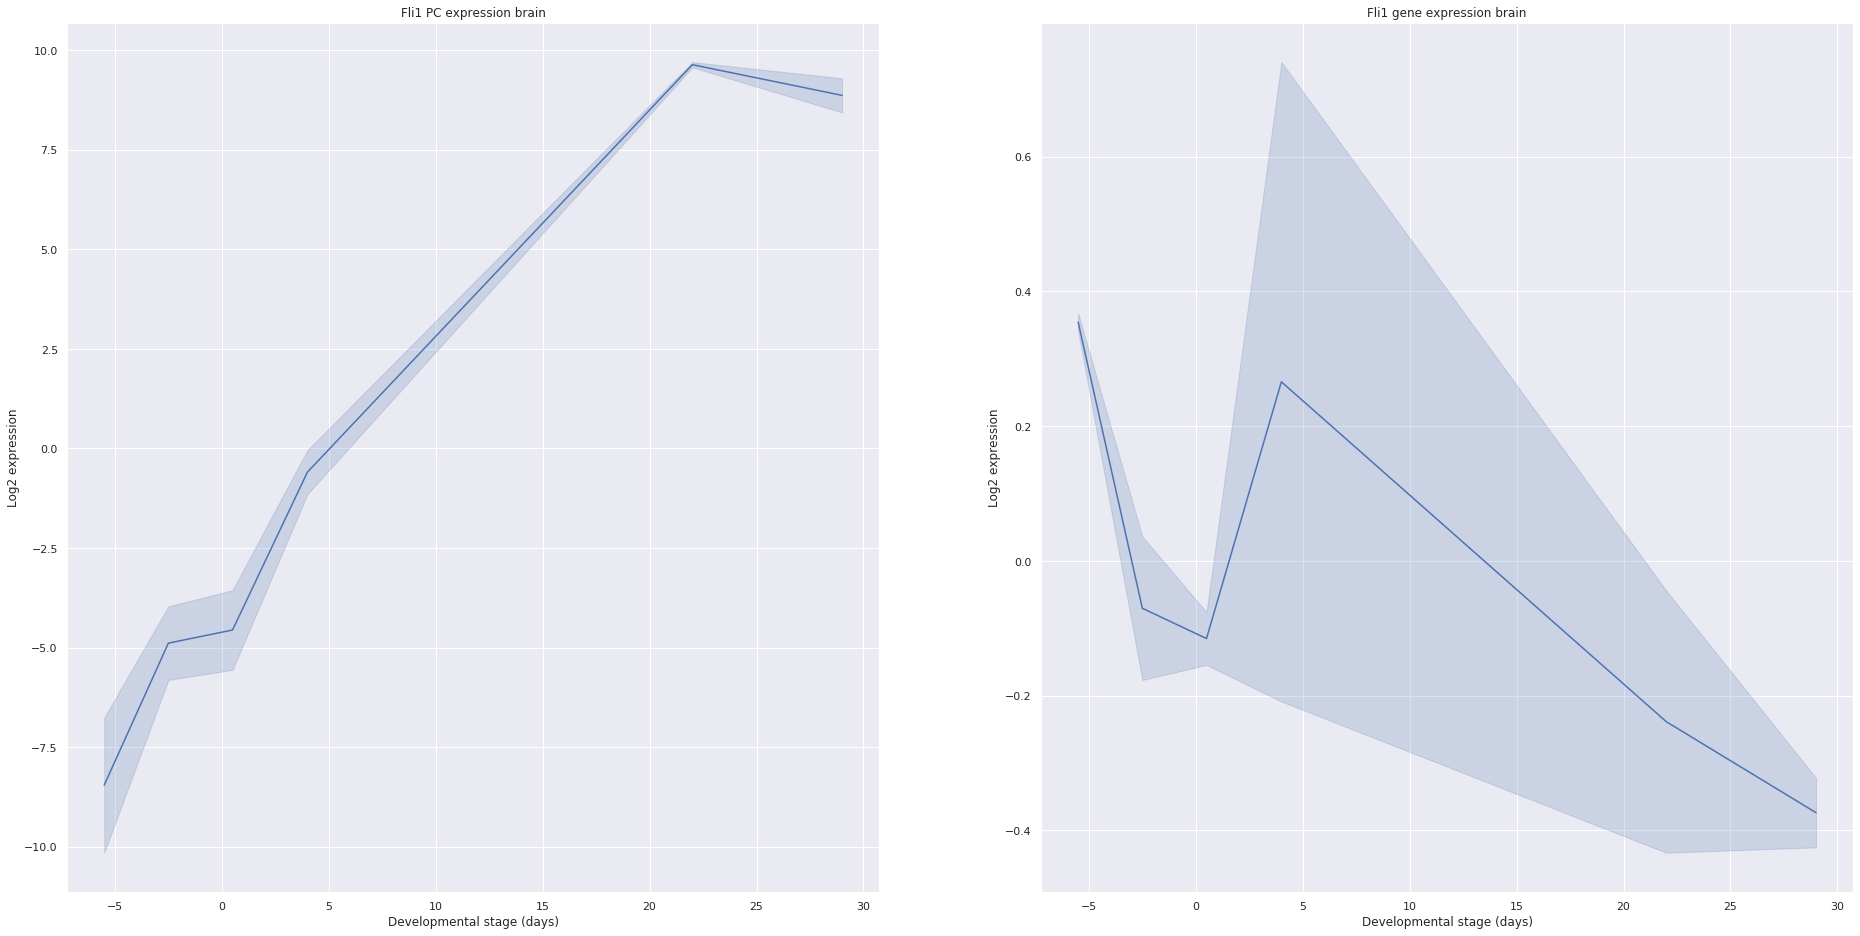 Fli1 PC expression brain
10.0
7.5
5.0
2.5
0.0
−2.5
−5.0
−7.5
−10.0
Log2 expression
−5 0 5 10 15 20 25 30
Developmental stage (days)
Fli1 gene expression brain
0.6
0.4
0.2
0.0
−0.2
−0.4
Log2 expression
−5 0 5 10 15 20 25 30
Developmental stage (days)